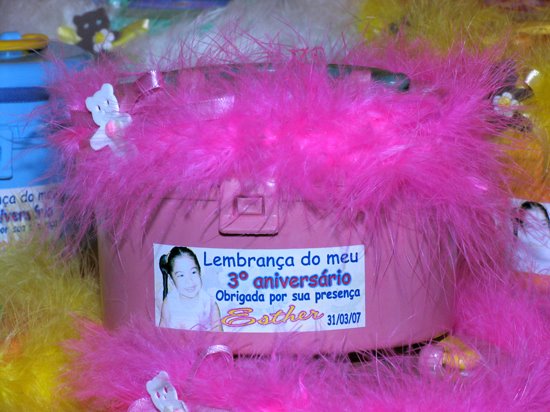 Lembrança do meu
3º aniversário
Obrigada por sua presença
Esther 31/03/07